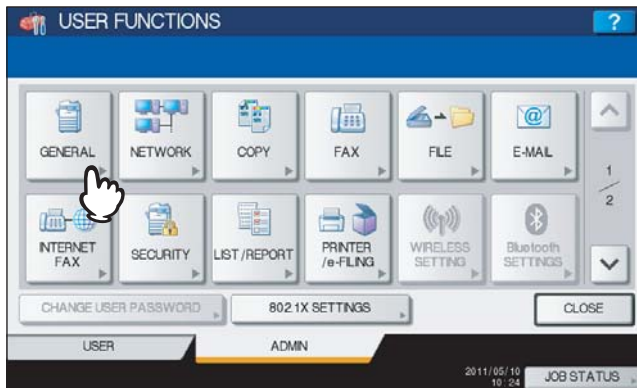 USER FUNCTIONS
?
GENERAL
NETWORK
COPY
FAX
FILE
E-MAIL
1
2
INTERNET
FAX
SECURITY
LIST/REPORT
PRINTER
/e-FILING
WIRELESS
SETTING
Bluetooth
SETTINGS
CHANGE USER PASSWORD
802.1X SETTINGS
CLOSE
USER
ADMIN
2011/05/10
10:24
JOB STATUS